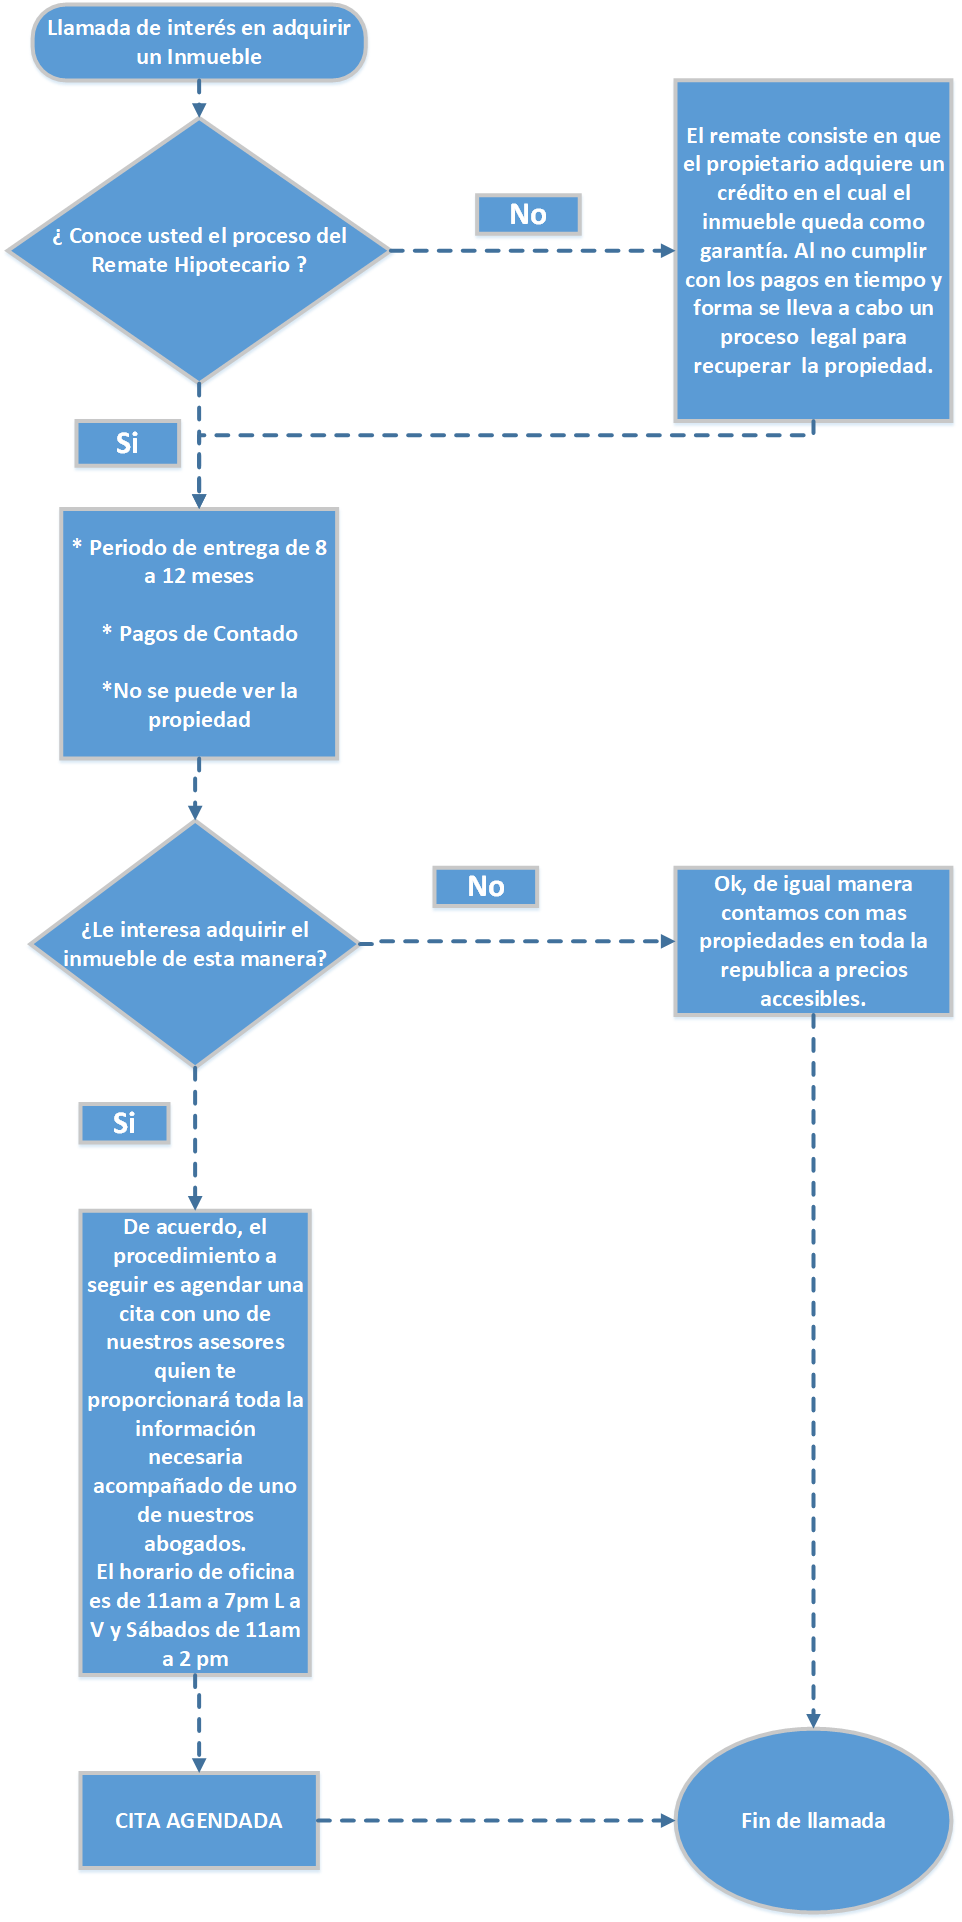 Llamada de interés en adquirir
un Inmueble
¿ Conoce usted el proceso del
Remate Hipotecario ?
No
El remate consiste en que
el propietario adquiere un
crédito en el cual el
inmueble queda como
garantía. Al no cumplir
con los pagos en tiempo y
forma se lleva a cabo un
proceso legal para
recuperar la propiedad.
Si
* Periodo de entrega de 8
a 12 meses
* Pagos de Contado
*No se puede ver la
propiedad
¿Le interesa adquirir el
inmueble de esta manera?
No
Ok, de igual manera
contamos con mas
propiedades en toda la
republica a precios
accesibles.
Si
De acuerdo, el
procedimiento a
seguir es agendar una
cita con uno de
nuestros asesores
quien te
proporcionará toda la
información
necesaria
acompañado de uno
de nuestros
abogados.
El horario de oficina
es de 11am a 7pm L a
V y Sábados de 11am
a 2 pm
CITA AGENDADA
Fin de llamada